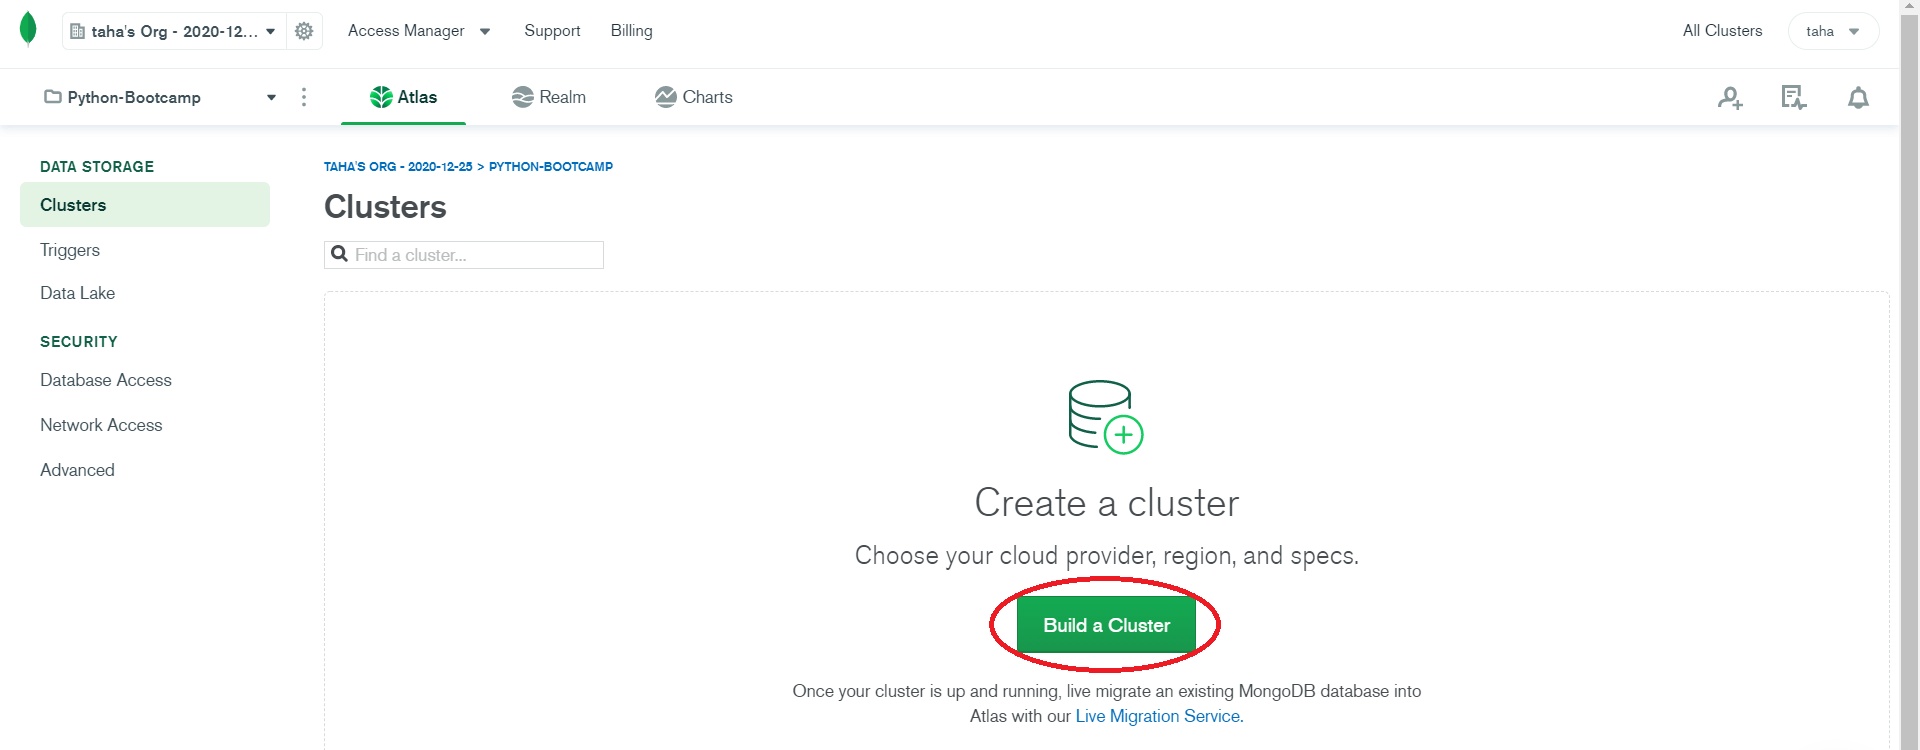 taha's Org - 2020-12... Access Manager Support Billing All Clusters taha
Python-Bootcamp Atlas Realm Charts
DATA STORAGE
Clusters
Triggers
Data Lake
SECURITY
Database Access
Network Access
Advanced
TAHA'S ORG - 2020-12-25 > PYTHON-BOOTCAMP
Clusters
Find a cluster...
Create a cluster
Choose your cloud provider, region, and specs.
Build a Cluster
Once your cluster is up and running, live migrate an existing MongoDB database into
Atlas with our Live Migration Service.